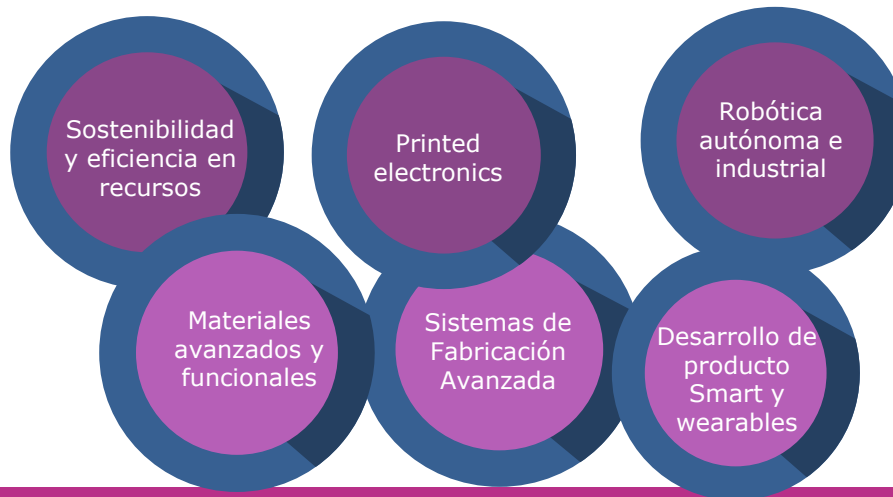 Sostenibilidad
y eficiencia en
recursos
Printed
electronics
Robótica
autónoma e
industrial
Materiales
avanzados y
funcionales
Sistemas de
Fabricación
Avanzada
Desarrollo de
producto
Smart y
wearables